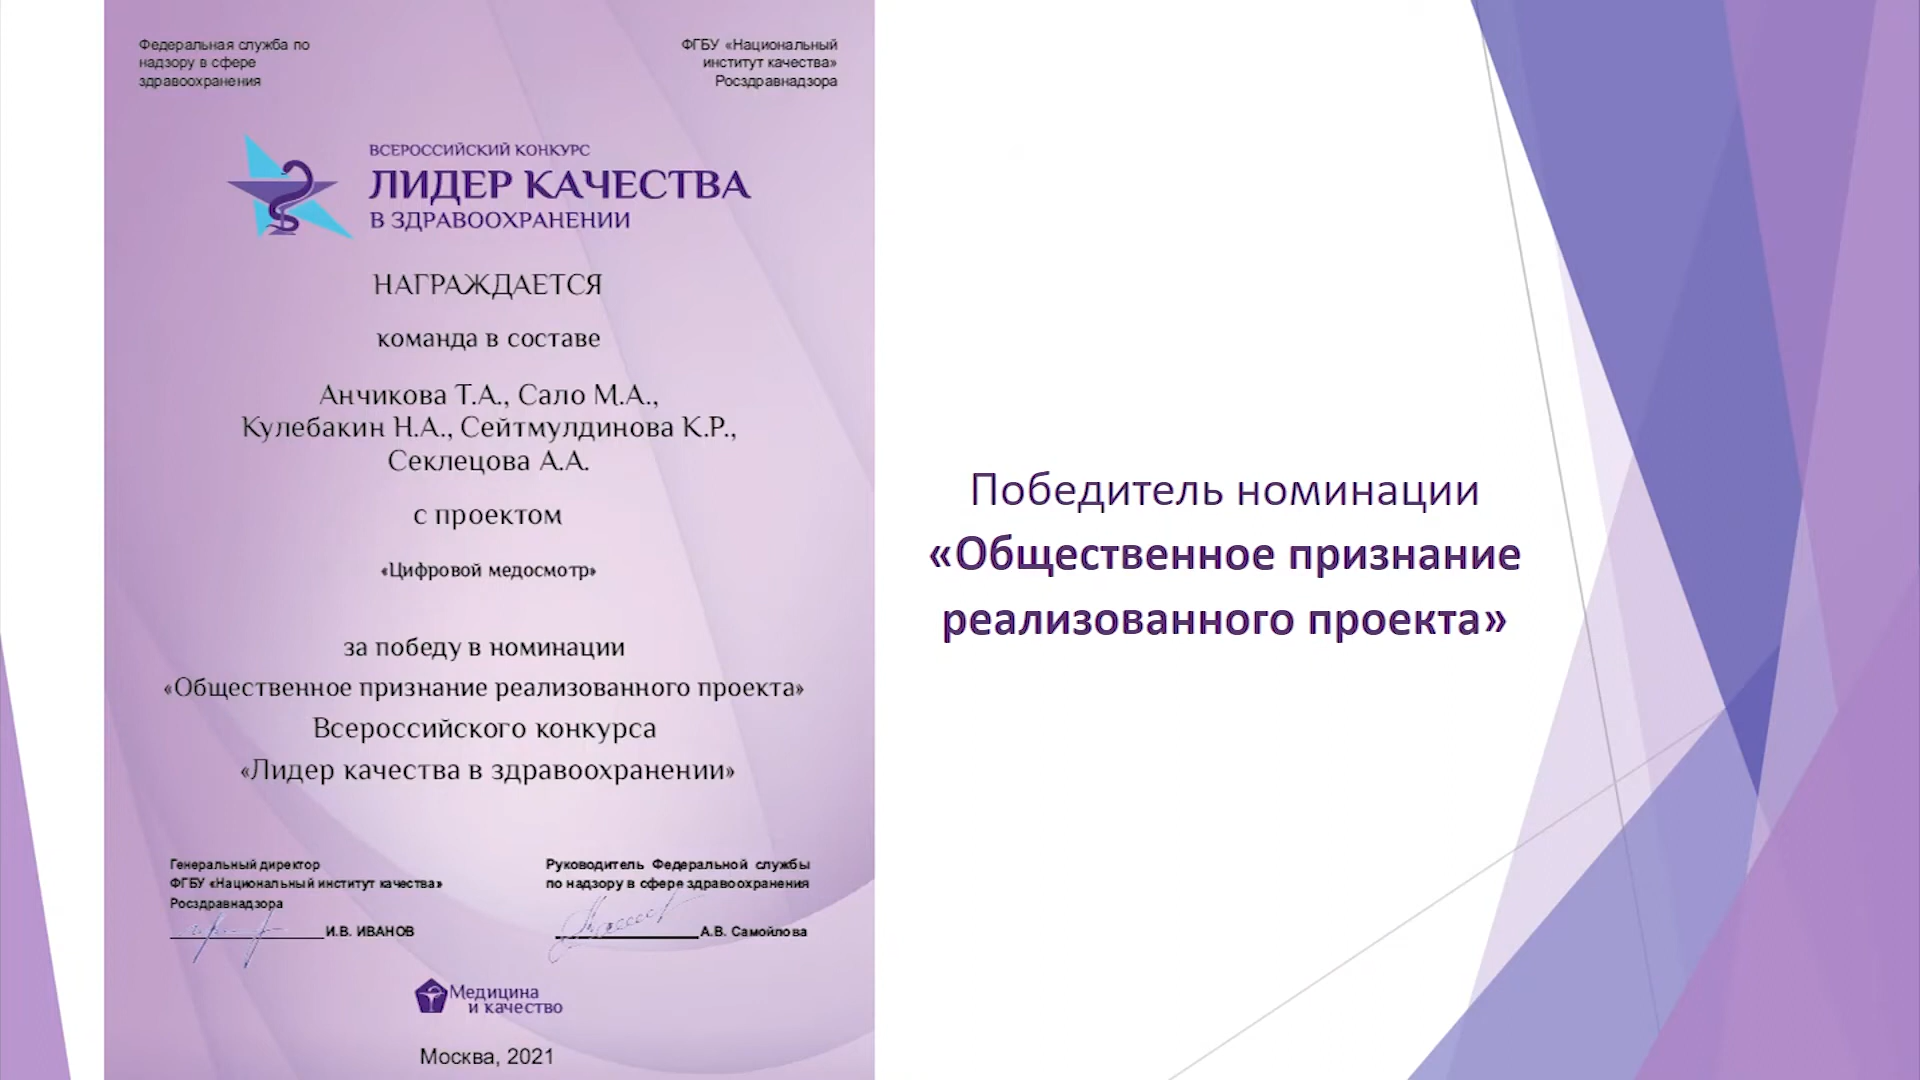 Федеральная служба по
надзору в сфере
здравоохранения
ФГБУ «Национальный
институт качества»
Росздравнадзора
ВСЕРОССИЙСКИЙ КОНКУРС
ЛИДЕР КАЧЕСТВА
В ЗДРАВООХРАНЕНИИ
НАГРАЖДАЕТСЯ
команда в составе
Анчикова Т.А., Сало М.А.,
Кулебакин Н.А., Сейтмулдинова К.Р.,
Секлецова А.А.
с проектом
«Цифровой медосмотр»
за победу в номинации
«Общественное признание реализованного проекта»
Всероссийского конкурса
«Лидер качества в здравоохранении»
Генеральный директор
ФГБУ «Национальный институт качества»
Росздравнадзора
И.В. ИВАНОВ
Руководитель Федеральной службы
по надзору в сфере здравоохранения
А.В. Самойлова
Медицина
и качество
Москва, 2021
Победитель номинации
«Общественное признание
реализованного проекта»